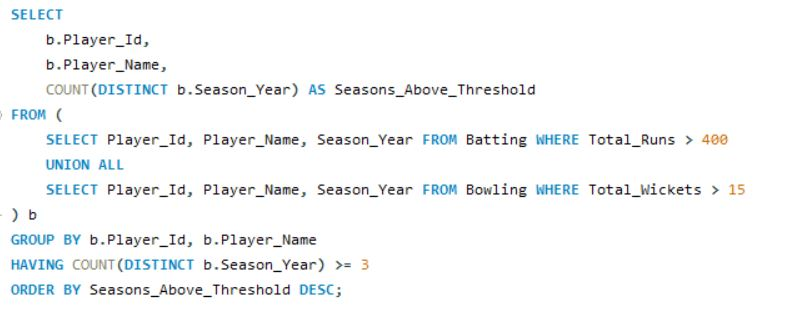 SELECT
b.Player_Id,
b.Player_Name,
COUNT(DISTINCT b.Season_Year) AS Seasons_Above_Threshold
FROM (
SELECT Player_Id, Player_Name, Season_Year FROM Batting WHERE Total_Runs > 400
UNION ALL
SELECT Player_Id, Player_Name, Season_Year FROM Bowling WHERE Total_Wickets > 15
) b
GROUP BY b.Player_Id, b.Player_Name
HAVING COUNT(DISTINCT b.Season_Year) >= 3
ORDER BY Seasons_Above_Threshold DESC;